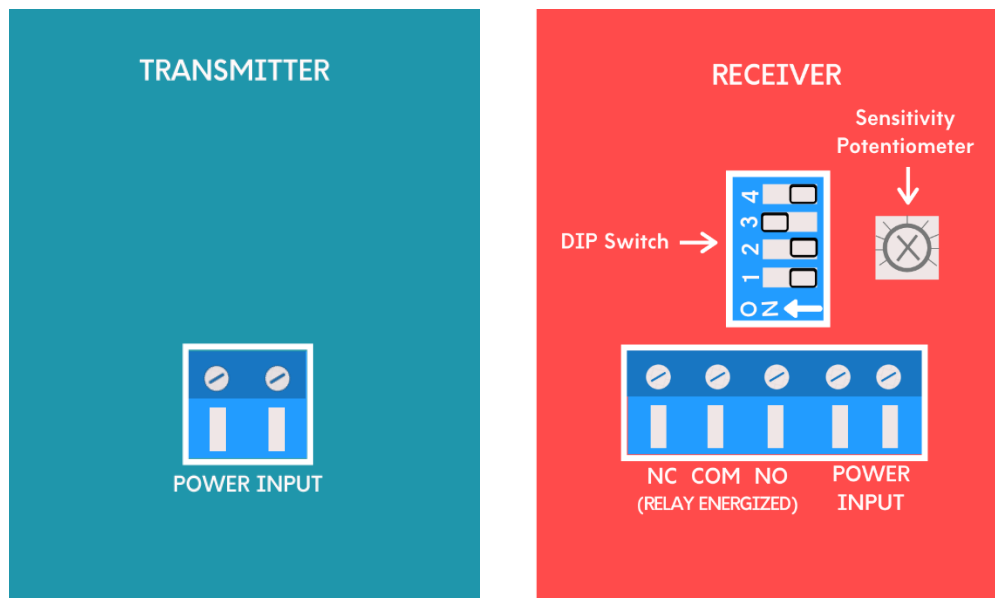 TRANSMITTER
POWER INPUT
RECEIVER
Sensitivity
Potentiometer
DIP Switch
4
3
2
1
ON
NC COM NO
(RELAY ENERGIZED)
POWER
INPUT